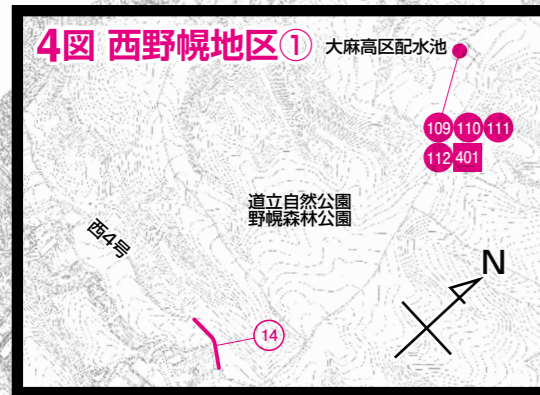 4図 西野幌地区①
大麻高区配水池
109 110 111
112 401
道立自然公園
野幌森林公園
西4号
N
14